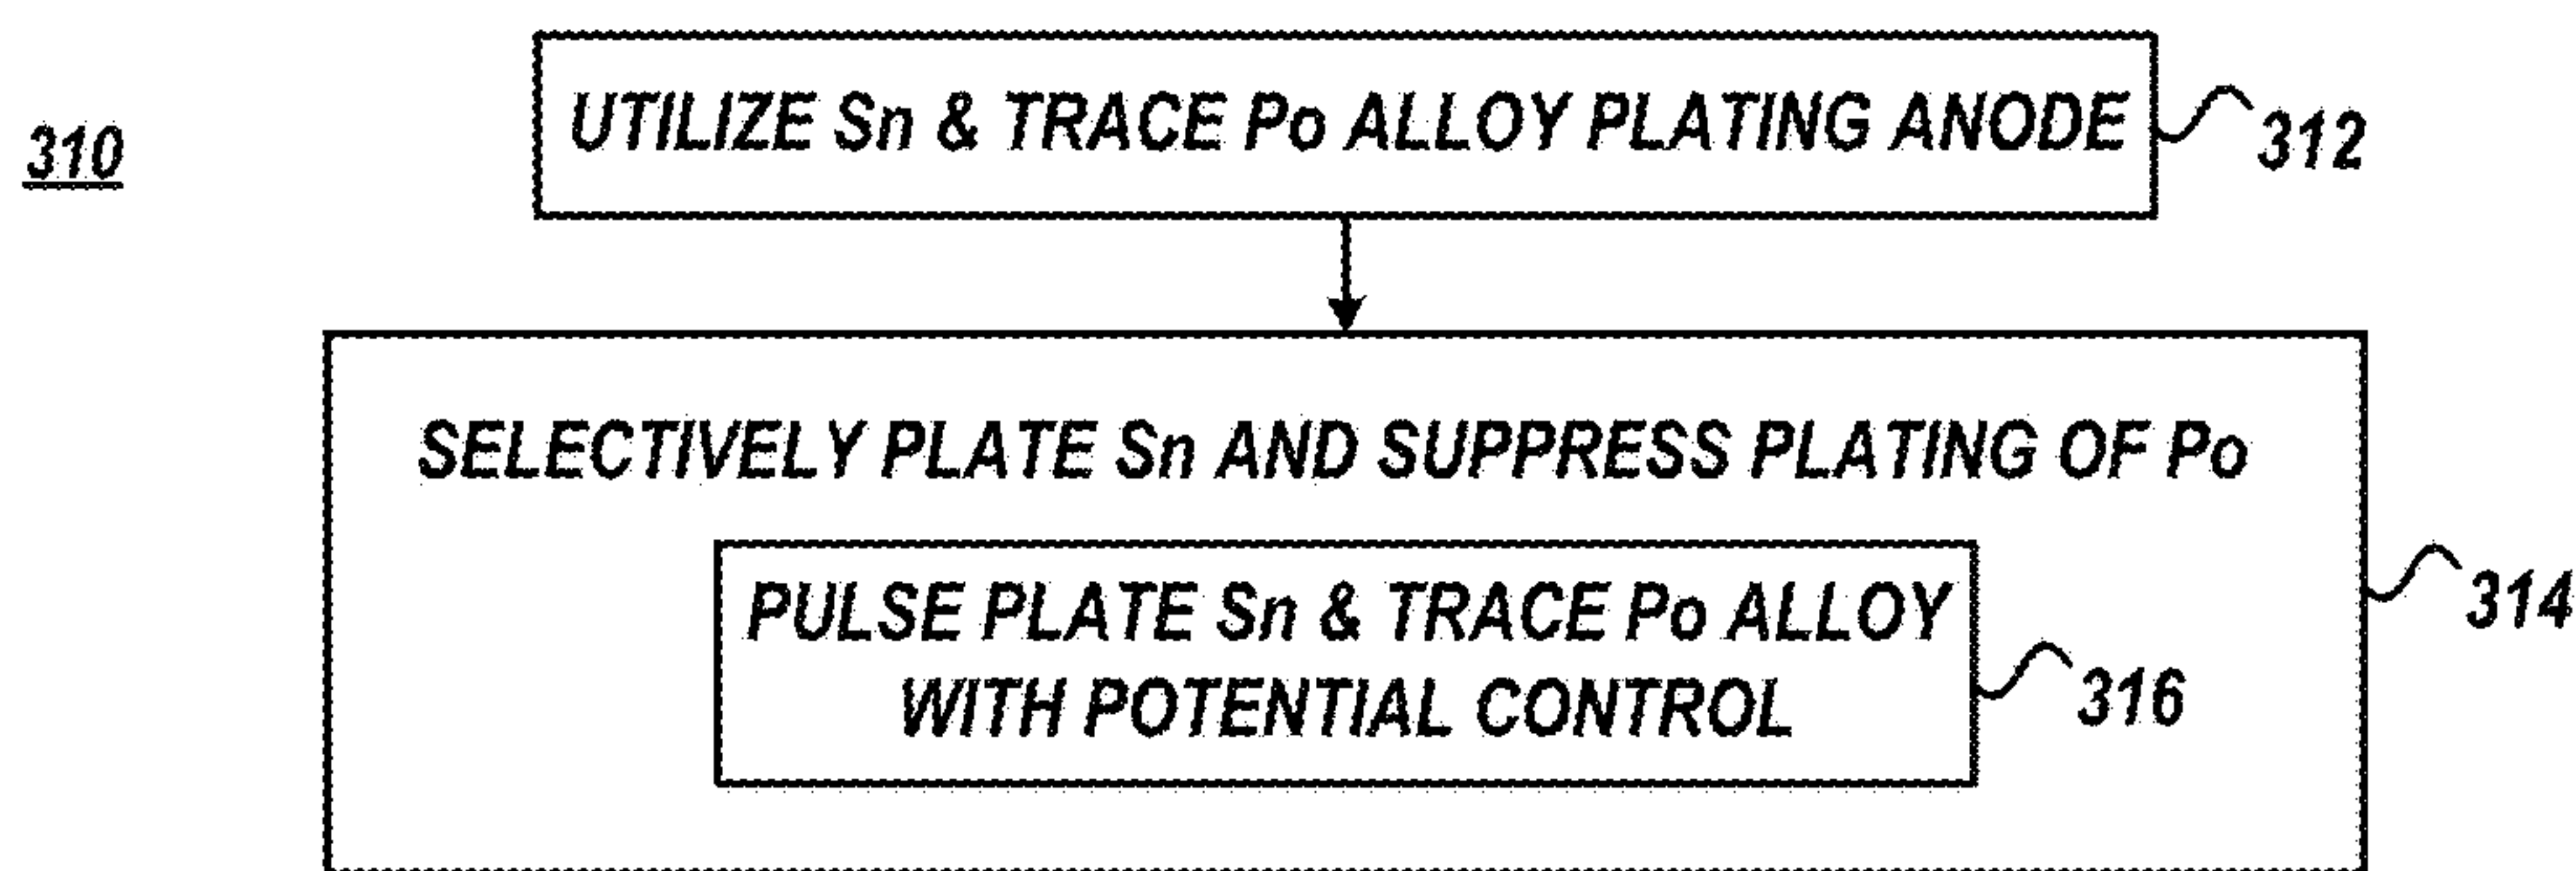 310
UTILIZE Sn & TRACE Po ALLOY PLATING ANODE
312
SELECTIVELY PLATE Sn AND SUPPRESS PLATING OF Po
314
PULSE PLATE Sn & TRACE Po ALLOY
WITH POTENTIAL CONTROL
316